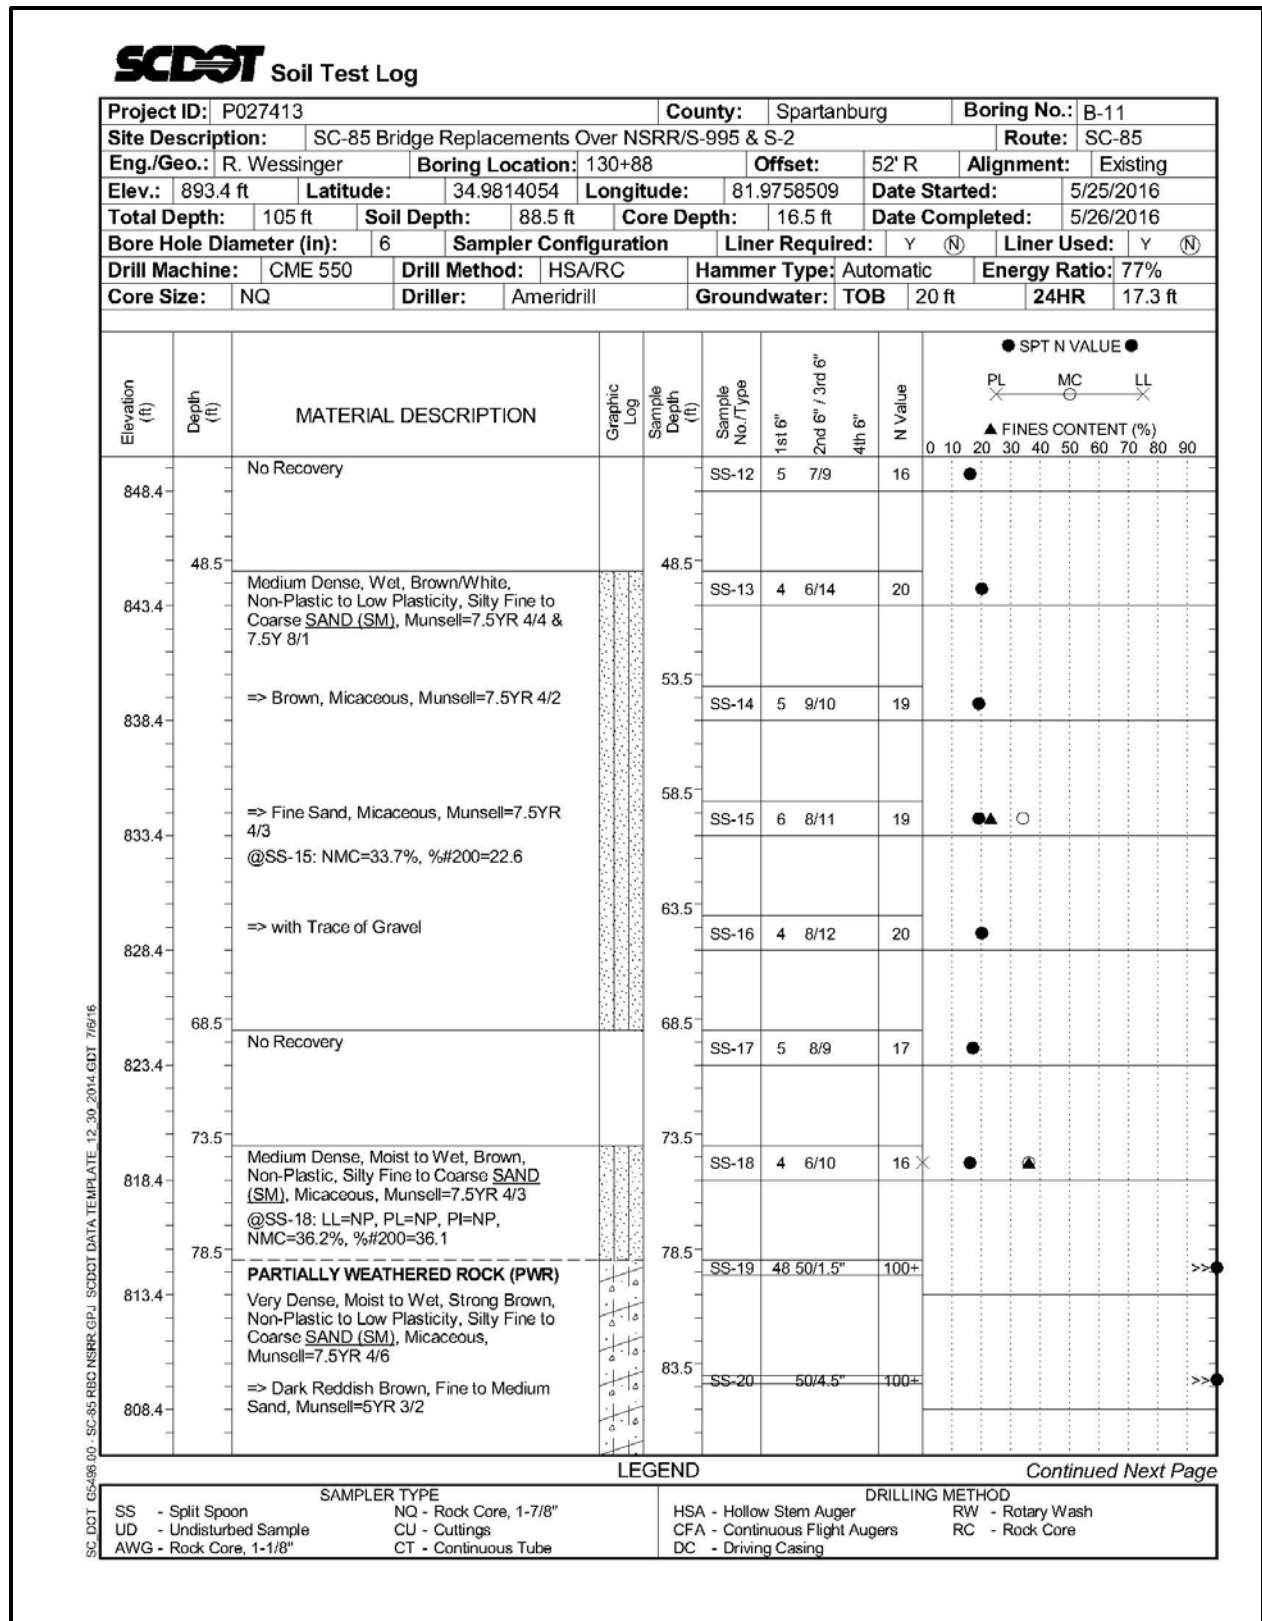 SCDOT Soil Test Log
Project ID: P027413 County: Spartanburg Boring No.: B-11
Site Description: SC-85 Bridge Replacements Over NSRR/S-995 & S-2 Route: SC-85
Eng./Geo.: R. Wessinger Boring Location: 130+88 Offset: 52' R Alignment: Existing
Elev.: 893.4 ft Latitude: 34.9814054 Longitude: 81.9758509 Date Started: 5/25/2016
Total Depth: 105 ft Soil Depth: 88.5 ft Core Depth: 16.5 ft Date Completed: 5/26/2016
Bore Hole Diameter (in): 6 Sampler Configuration Liner Required: Y N Liner Used: Y N
Drill Machine: CME 550 Drill Method: HSA/RC Hammer Type: Automatic Energy Ratio: 77%
Core Size: NQ Driller: Ameridrill Groundwater: TOB 20 ft 24HR 17.3 ft
Elevation (ft) Depth (ft) MATERIAL DESCRIPTION Graphic Log Sample Depth (ft) Sample No./Type 1st 6" 2nd 6" / 3rd 6" 4th 6" N Value
● SPT N VALUE ●
PL MC LL
▲ FINES CONTENT (%)
0 10 20 30 40 50 60 70 80 90
No Recovery SS-12 5 7/9 16
848.4
48.5 48.5
Medium Dense, Wet, Brown/White,
Non-Plastic to Low Plasticity, Silty Fine to SS-13 4 6/14 20
843.4 Coarse SAND (SM), Munsell=7.5YR 4/4 &
7.5Y 8/1
53.5
=> Brown, Micaceous, Munsell=7.5YR 4/2 SS-14 5 9/10 19
838.4
58.5
=> Fine Sand, Micaceous, Munsell=7.5YR SS-15 6 8/11 19
833.4 4/3
@SS-15: NMC=33.7%, %#200=22.6
63.5
=> with Trace of Gravel SS-16 4 8/12 20
828.4
68.5 68.5
No Recovery SS-17 5 8/9 17
823.4
73.5 73.5
Medium Dense, Moist to Wet, Brown, SS-18 4 6/10 16
818.4 Non-Plastic, Silty Fine to Coarse SAND
(SM), Micaceous, Munsell=7.5YR 4/3
@SS-18: LL=NP, PL=NP, PI=NP,
NMC=36.2%, %#200=36.1
78.5 78.5
PARTIALLY WEATHERED ROCK (PWR) SS-19 48 50/1.5" 100+ >>
813.4 Very Dense, Moist to Wet, Strong Brown,
Non-Plastic to Low Plasticity, Silty Fine to
Coarse SAND (SM), Micaceous,
Munsell=7.5YR 4/6
83.5
=> Dark Reddish Brown, Fine to Medium SS-20 50/4.5" 100+ >>
808.4 Sand, Munsell=5YR 3/2
LEGEND Continued Next Page
SAMPLER TYPE DRILLING METHOD
SS - Split Spoon NQ - Rock Core, 1-7/8" HSA - Hollow Stem Auger RW - Rotary Wash
UD - Undisturbed Sample CU - Cuttings CFA - Continuous Flight Augers RC - Rock Core
AWG - Rock Core, 1-1/8" CT - Continuous Tube DC - Driving Casing
SC_DOT G5498.00 - SC-85 RBO NSRR.GPJ SCDOT DATA TEMPLATE_12_30_2014.GDT 7/6/16